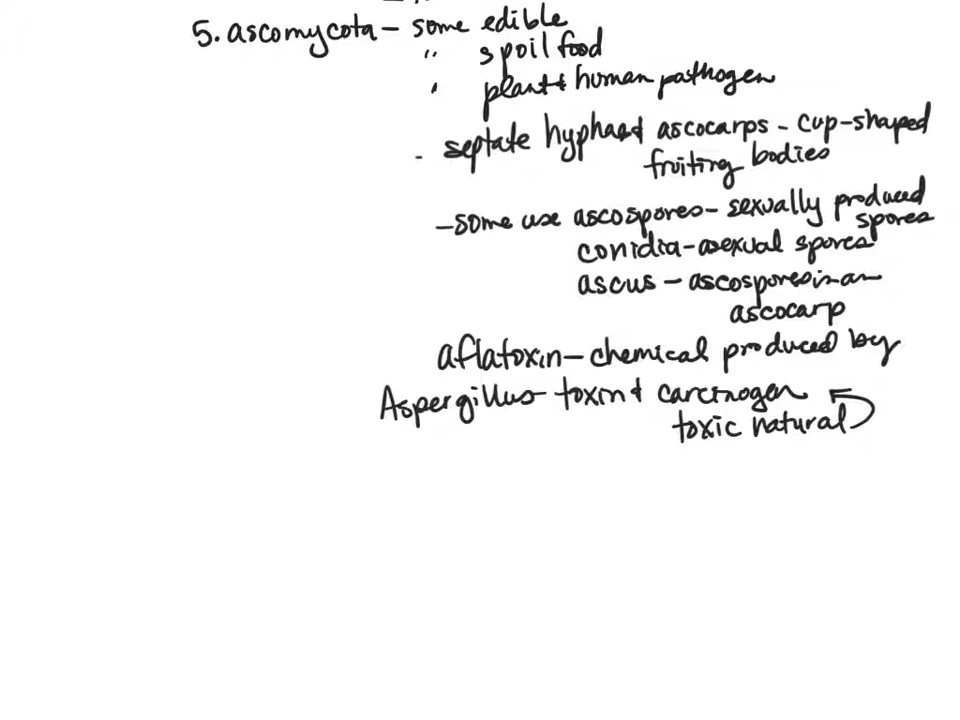 5. ascomycota - some edible
" spoil food
" plant & human pathogen
- septate hyphae & ascocarps - cup-shaped
fruiting bodies
- some use ascospores - sexually produced
spores
conidia - asexual spores
ascus - ascospores in an
ascocarp
aflatoxin - chemical produced by
Aspergillus - toxin & carcinogen
toxic natural